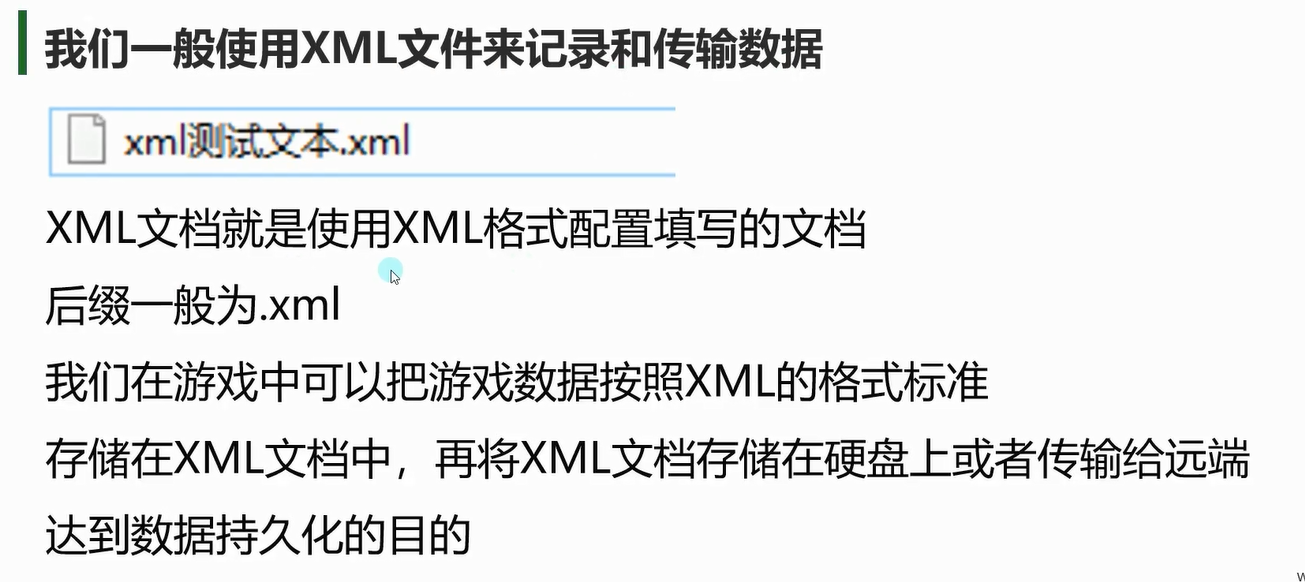 我们一般使用XML文件来记录和传输数据
xml测试文本.xml
XML文档就是使用XML格式配置填写的文档
后缀一般为.xml
我们在游戏中可以把游戏数据按照XML的格式标准
存储在XML文档中，再将XML文档存储在硬盘上或者传输给远端
达到数据持久化的目的